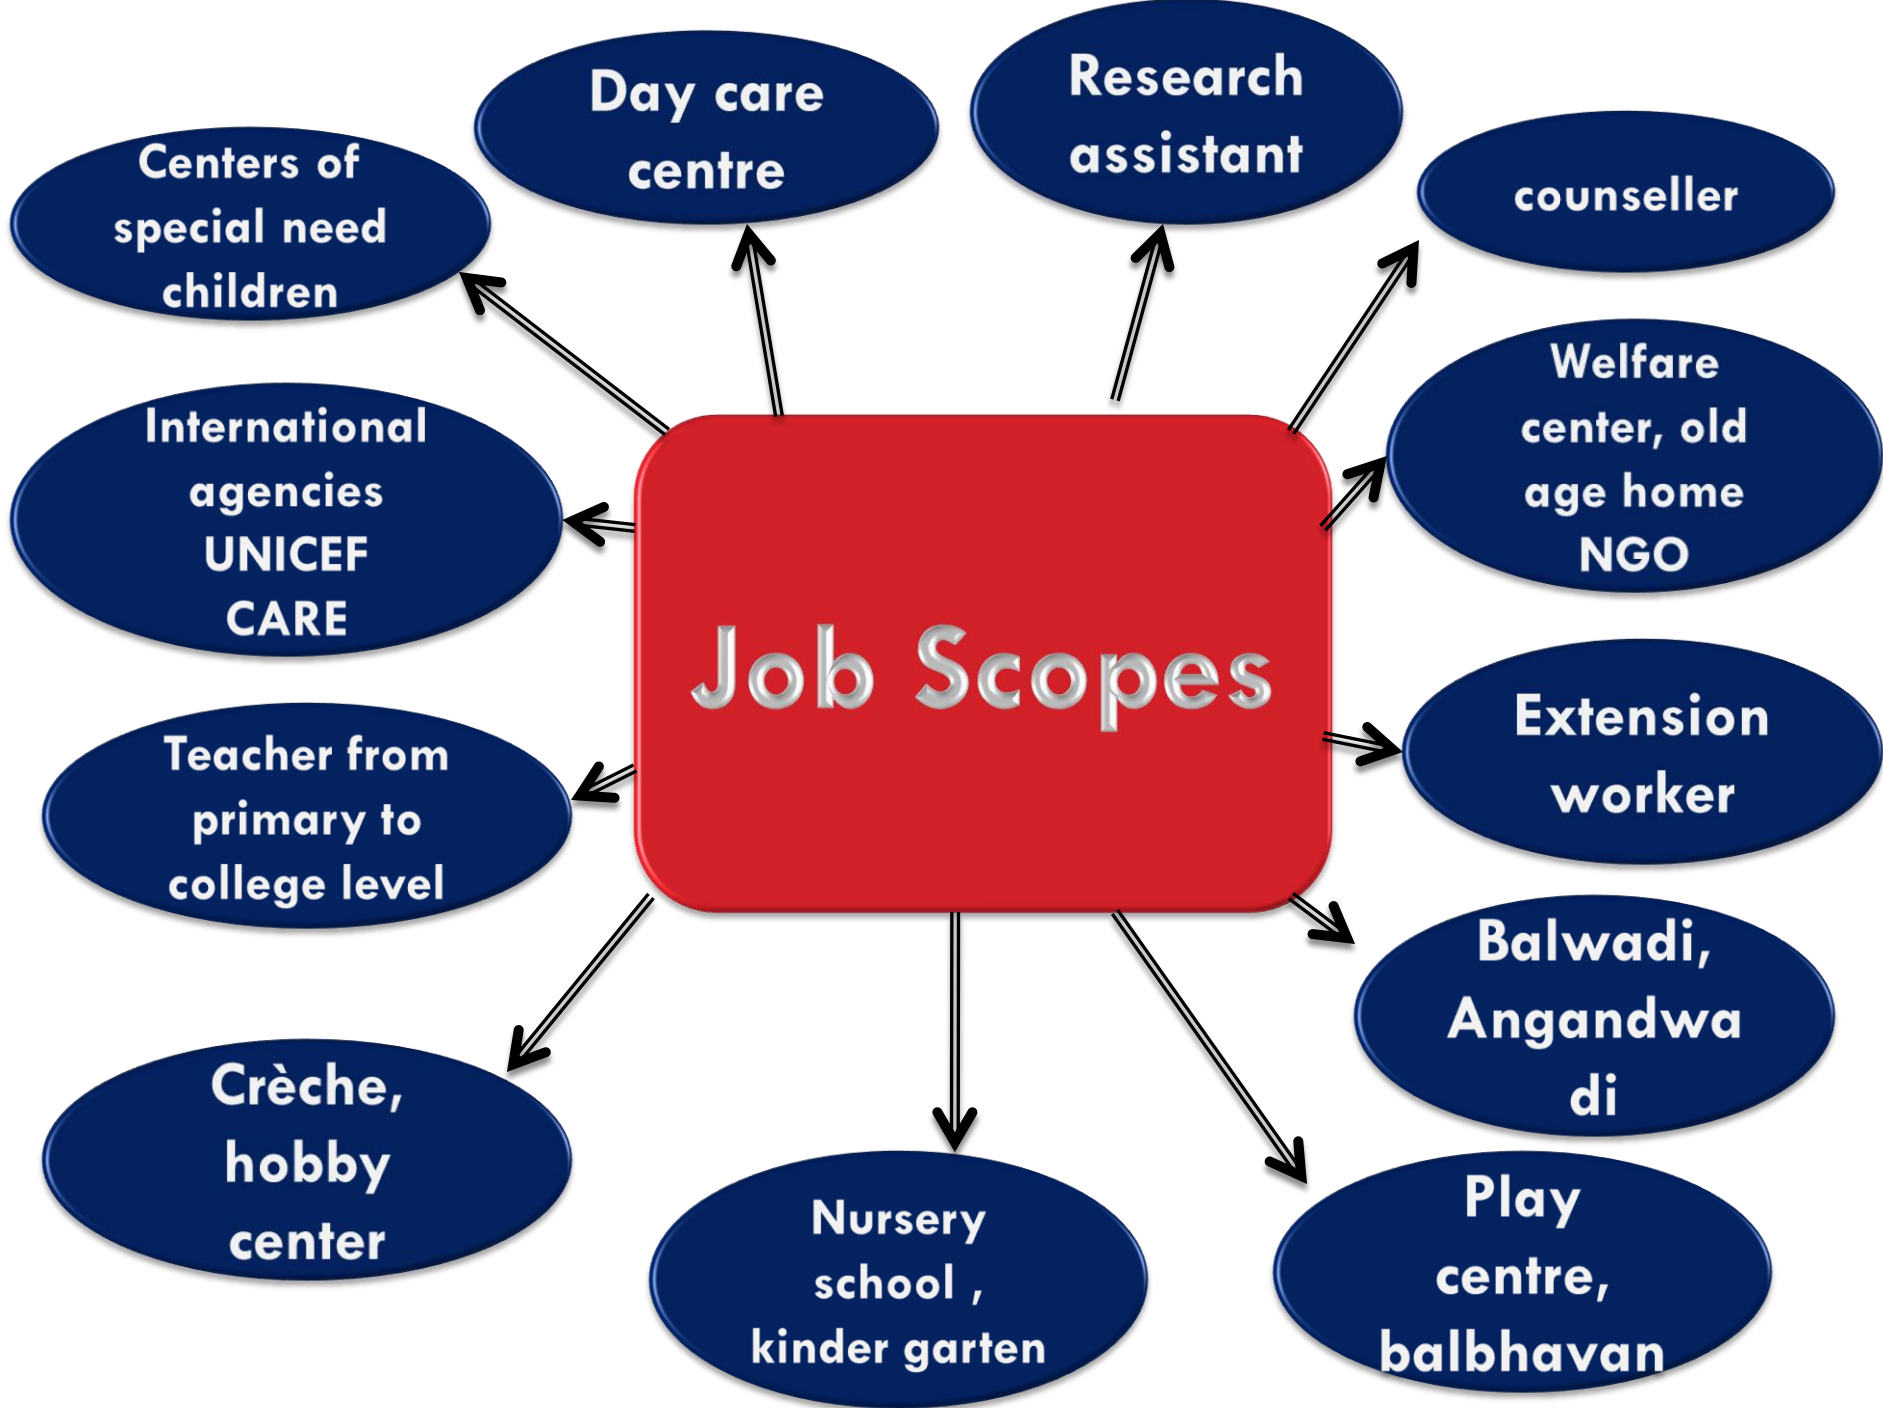 Day care
centre
Research
assistant
Centers of
special need
children
counseller
International
agencies
UNICEF
CARE
Welfare
center, old
age home
NGO
Job Scopes
Teacher from
primary to
college level
Extension
worker
Balwadi,
Angandwa
di
Crèche,
hobby
center
Nursery
school ,
kinder garten
Play
centre,
balbhavan